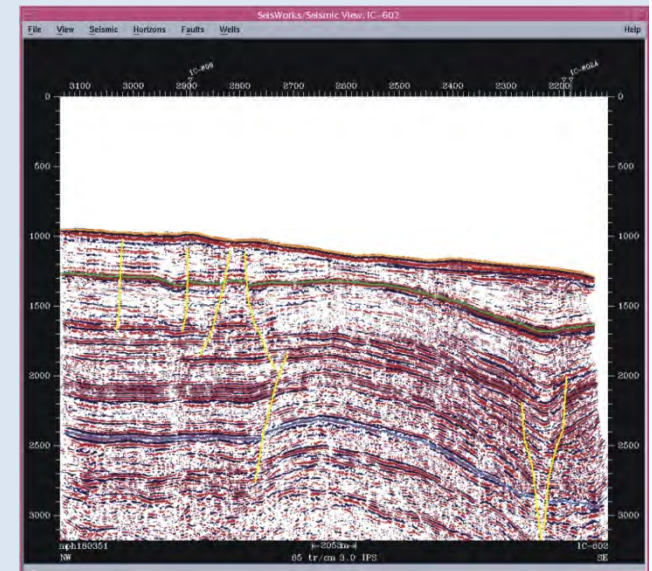 SeisWorks/Seismic View: IC-602
File View Seismic Horizons Faults Wells Help
3100 3000 2900 2800 2700 2600 2500 2400 2300 2200
0 0
500 500
1000 1000
1500 1500
2000 2000
2500 2500
3000 3000
mph180351 2053m IC-602
NW 65 tr/cm 3.0 IPS SE